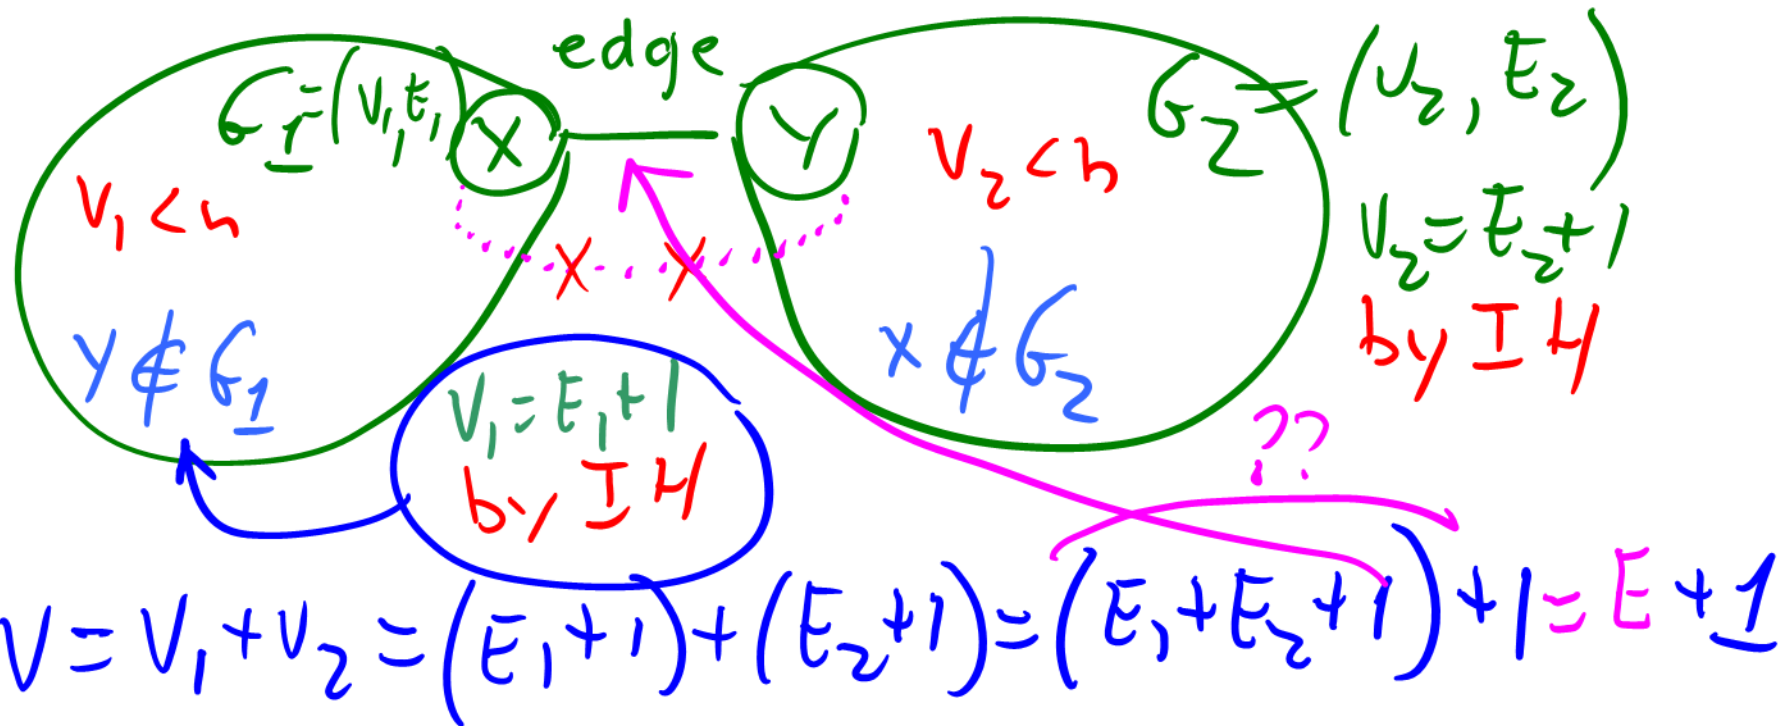 edge
G₁=(V₁,E₁)
X
Y
G₂=(V₂,E₂)
V₁<n
V₂<n
V₂=E₂+1
by IH
Y∉G₁
X∉G₂
V₁=E₁+1
by IH
??
V=V₁+V₂=(E₁+1)+(E₂+1)=(E₁+E₂+1)+1=E+1